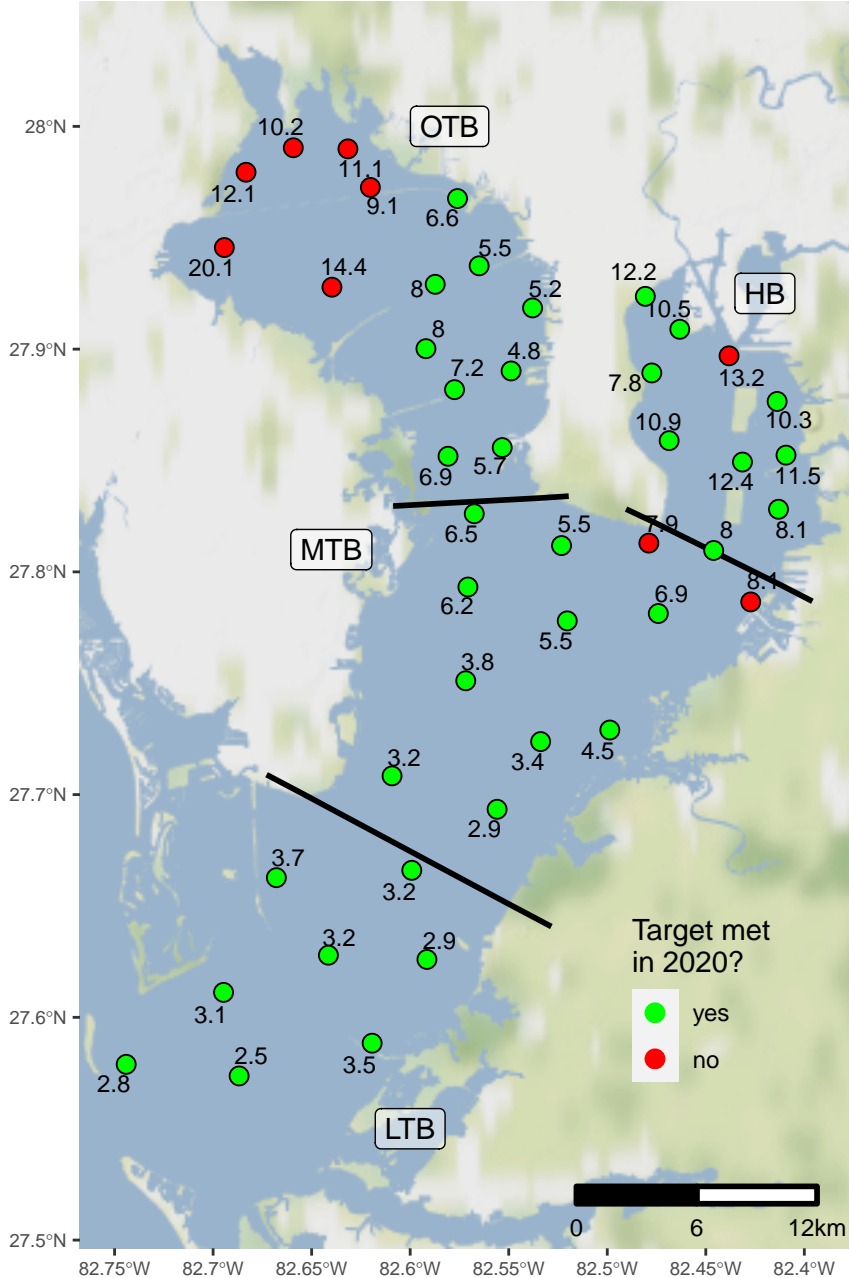 28°N
10.2
OTB
11.1
12.1
9.1
6.6
20.1
14.4
5.5
12.2
HB
8
5.2
10.5
27.9°N
8
7.2
4.8
7.8
13.2
10.3
10.9
6.9
5.7
12.4
11.5
6.5
5.5
7.9
8.1
MTB
8
27.8°N
6.2
6.9
8.1
5.5
3.8
3.2
3.4
4.5
27.7°N
2.9
3.7
3.2
3.2
2.9
Target met
in 2020?
27.6°N
3.1
yes
2.5
3.5
no
2.8
LTB
0 6 12km
27.5°N
82.75°W 82.7°W 82.65°W 82.6°W 82.55°W 82.5°W 82.45°W 82.4°W